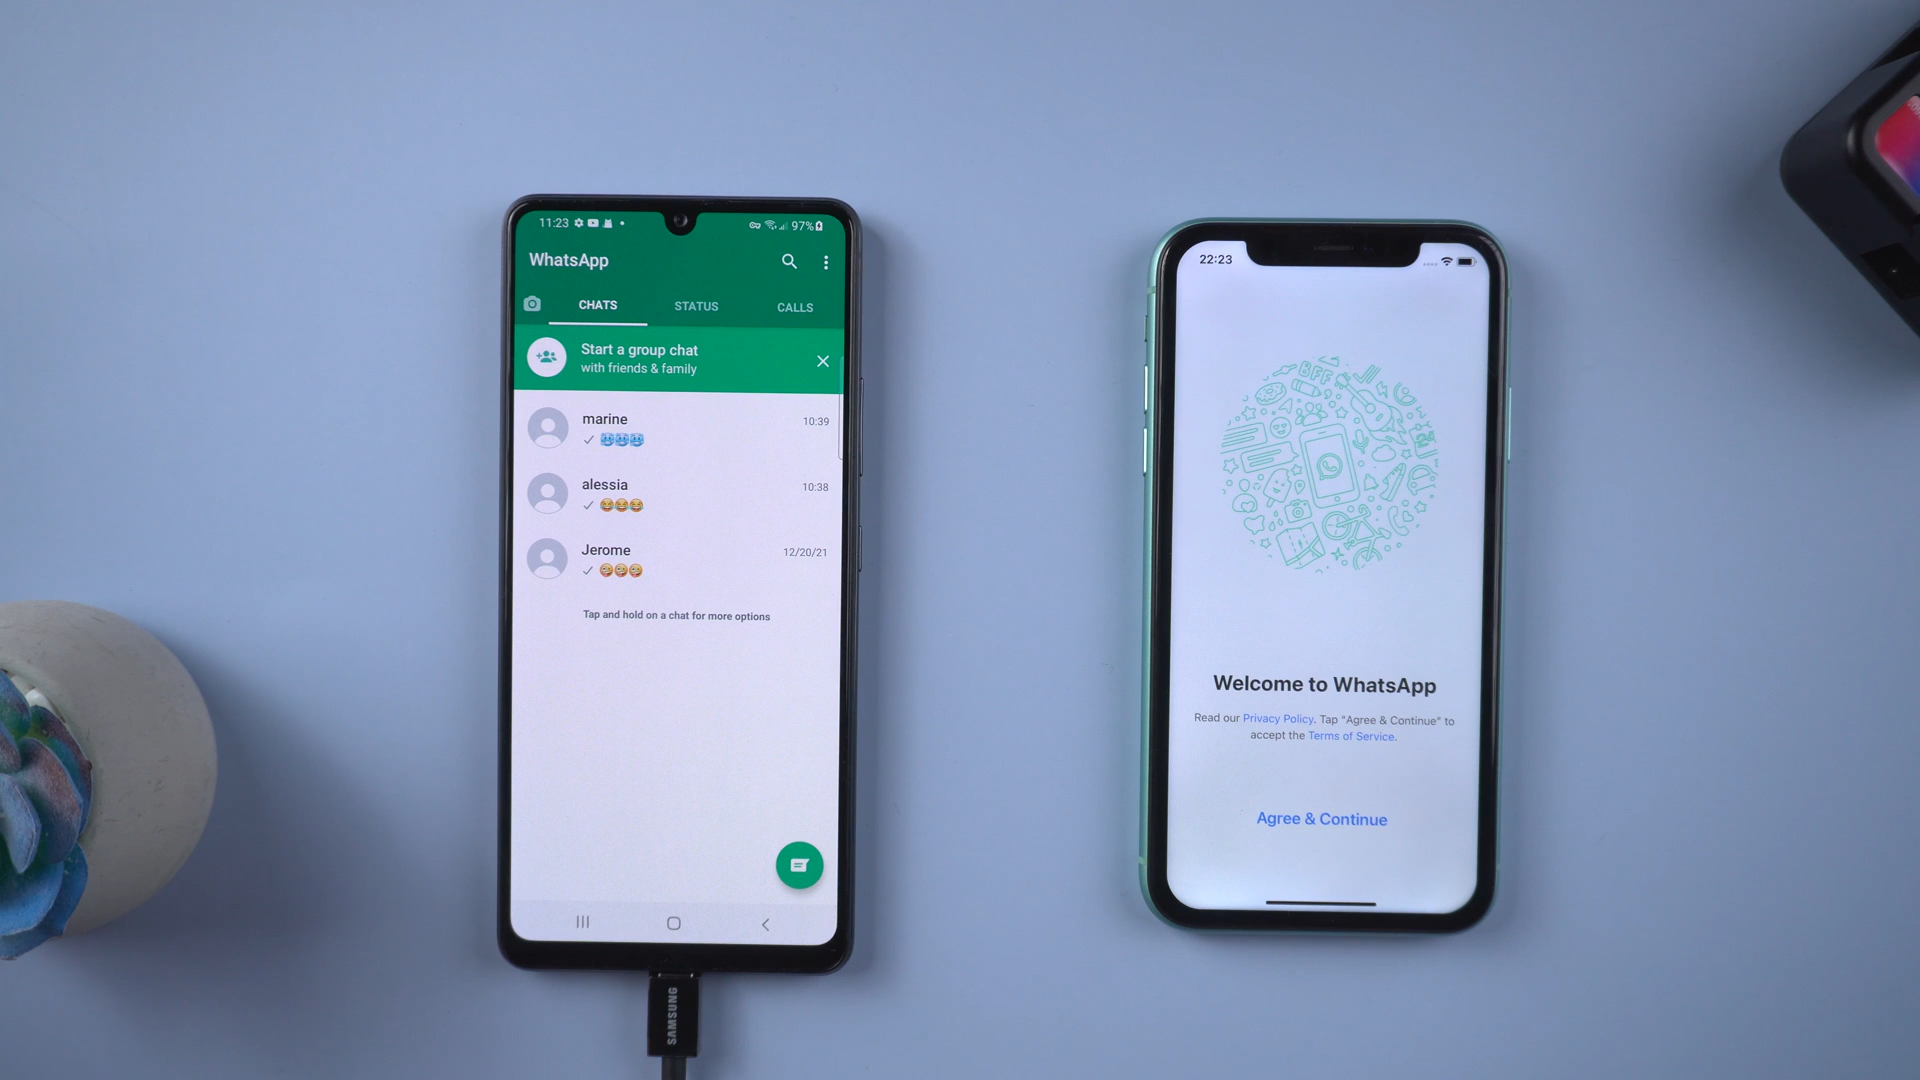 11:23
97%
WhatsApp
CHATS
STATUS
CALLS
Start a group chat
with friends & family
marine
10:39
alessia
10:38
Jerome
12/20/21
Tap and hold on a chat for more options
SAMSUNG
22:23
BFF
Welcome to WhatsApp
Read our Privacy Policy. Tap "Agree & Continue" to
accept the Terms of Service.
Agree & Continue